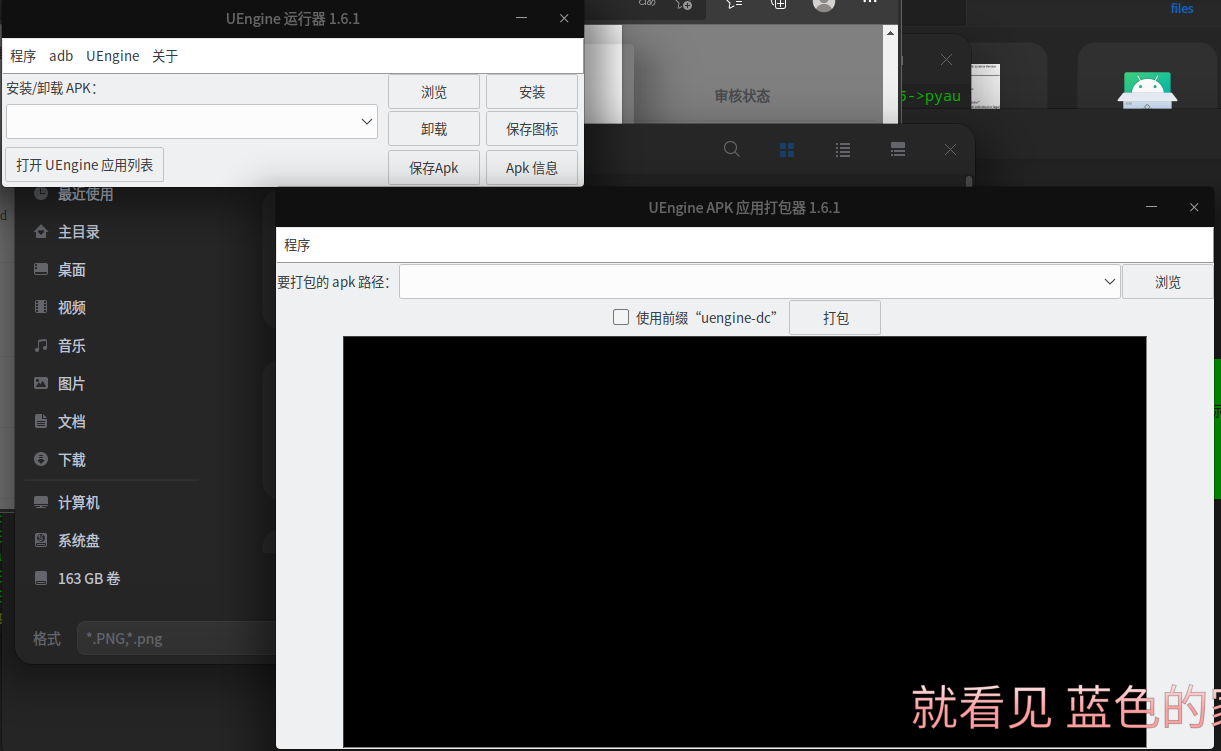 UEngine 运行器 1.6.1
程序 adb UEngine 关于
安装/卸载 APK：
浏览 安装
卸载 保存图标
打开 UEngine 应用列表
保存Apk Apk 信息
files
审核状态
->pyau
最近使用
主目录
桌面
视频
音乐
图片
文档
下载
计算机
系统盘
163 GB 卷
格式 *.PNG,*.png
UEngine APK 应用打包器 1.6.1
程序
要打包的 apk 路径：
浏览
使用前缀“uengine-dc” 打包
就看见 蓝色的